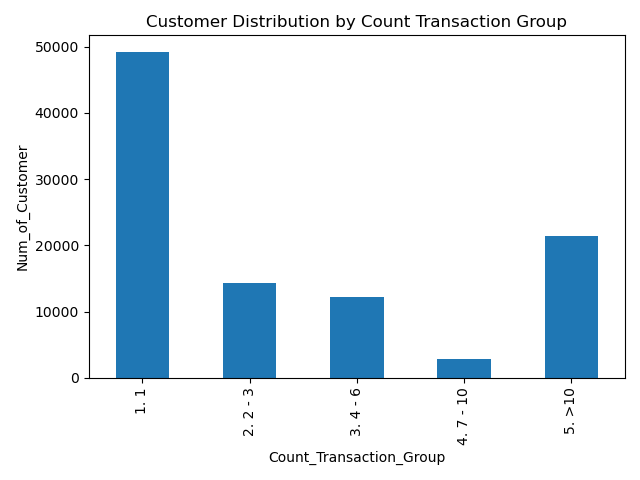 Customer Distribution by Count Transaction Group
Num_of_Customer
50000
40000
30000
20000
10000
0
1. 1
2. 2 - 3
3. 4 - 6
4. 7 - 10
5. >10
Count_Transaction_Group